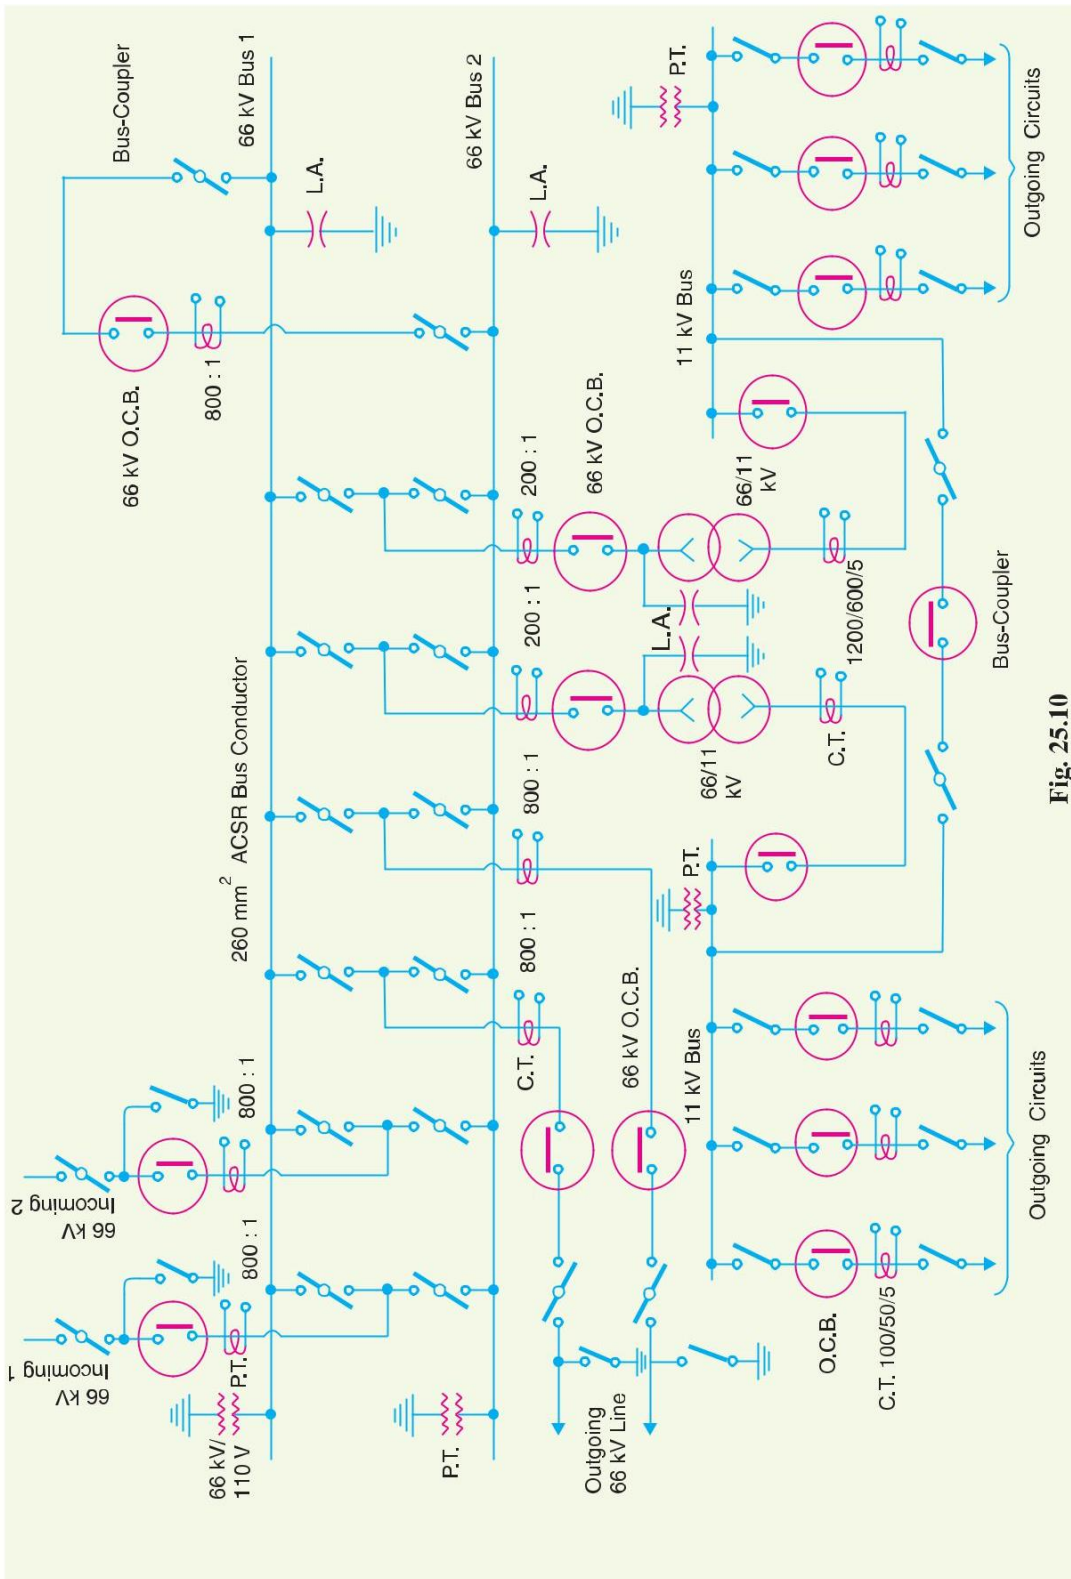 66 kV
Incoming 1
66 kV
Incoming 2
66 kV/
110 V
P.T.
800 : 1
800 : 1
260 mm² ACSR Bus Conductor
66 kV O.C.B.
800 : 1
Bus-Coupler
66 kV Bus 1
L.A.
P.T.
66 kV Bus 2
L.A.
C.T.
800 : 1
800 : 1
200 : 1
200 : 1
66 kV O.C.B.
Outgoing
66 kV Line
66 kV O.C.B.
L.A.
66/11
kV
66/11
kV
11 kV Bus
P.T.
11 kV Bus
P.T.
C.T.
1200/600/5
O.C.B.
C.T. 100/50/5
Bus-Coupler
Outgoing Circuits
Outgoing Circuits
Fig. 25.10